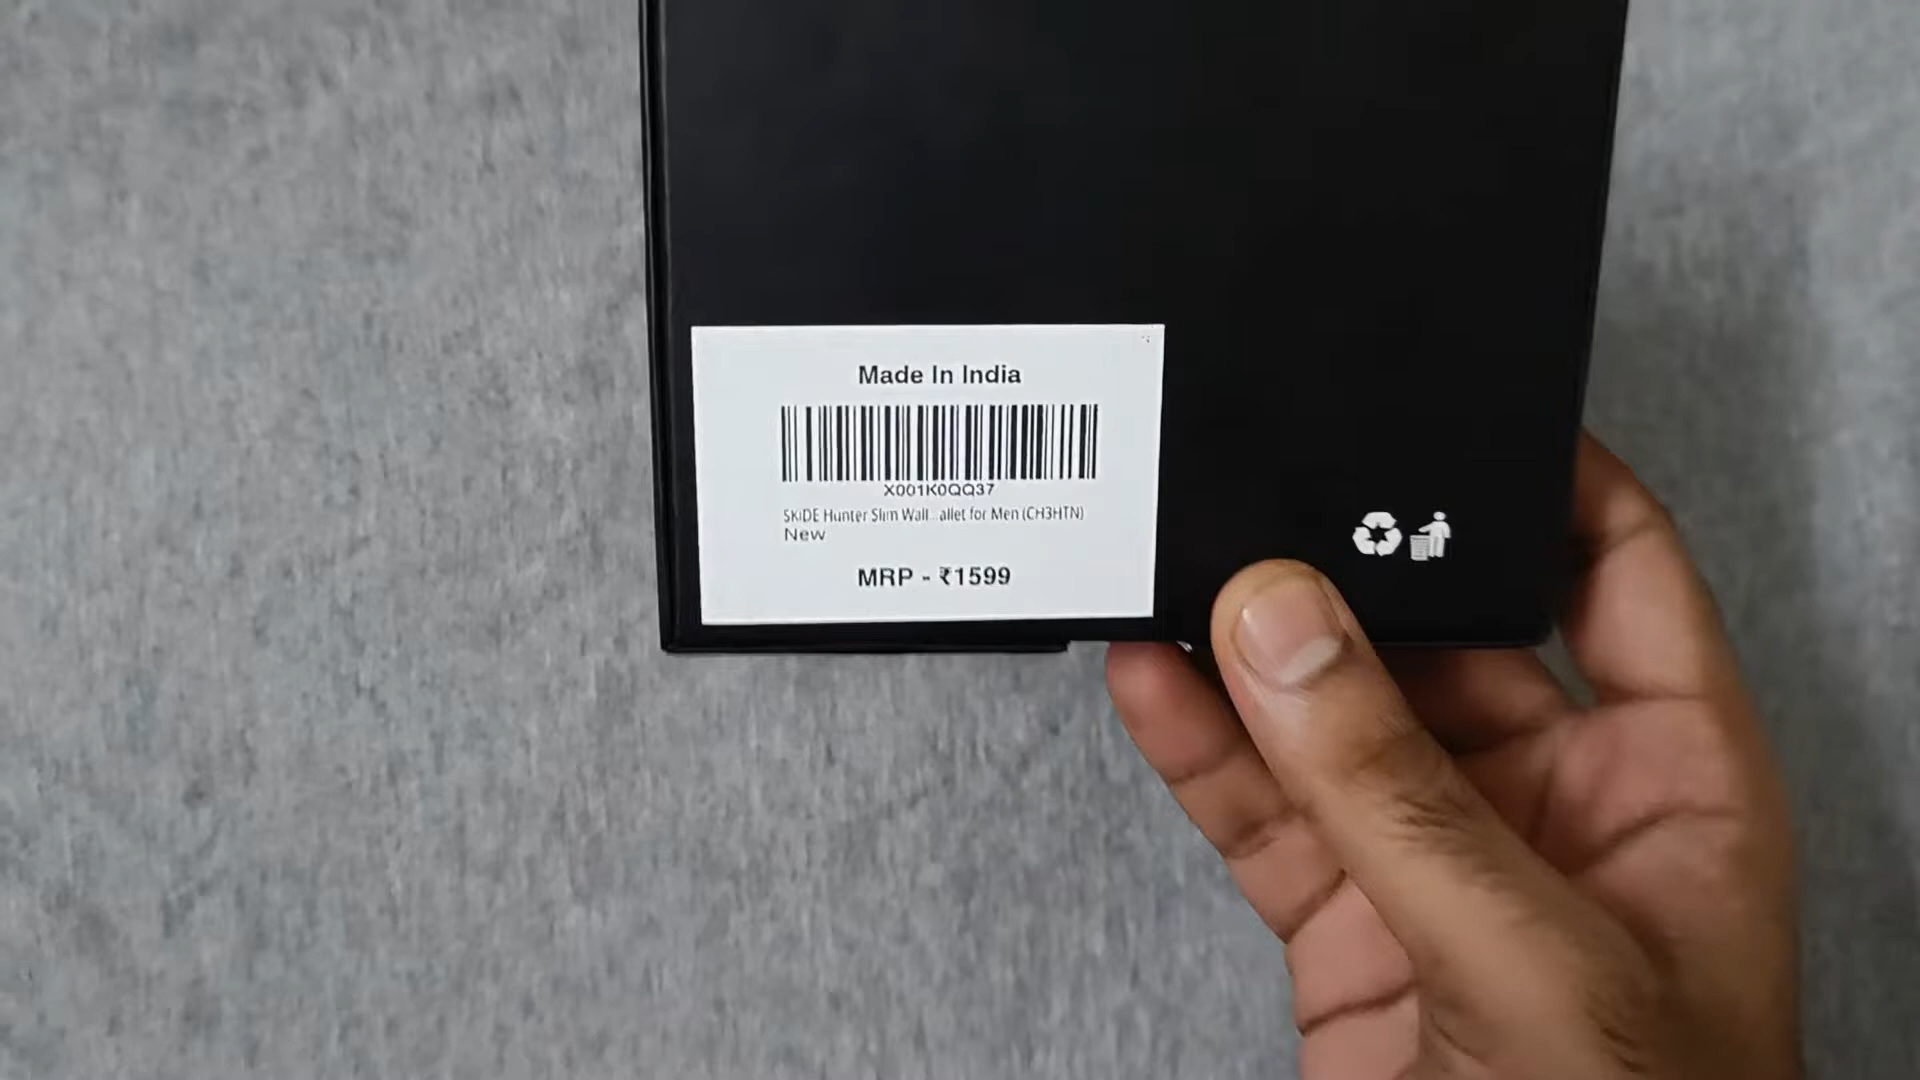 Made In India
X001K0QQ37
SKIDE Hunter Slim Wall...allet for Men (CH3HTN)
New
MRP - ₹1599